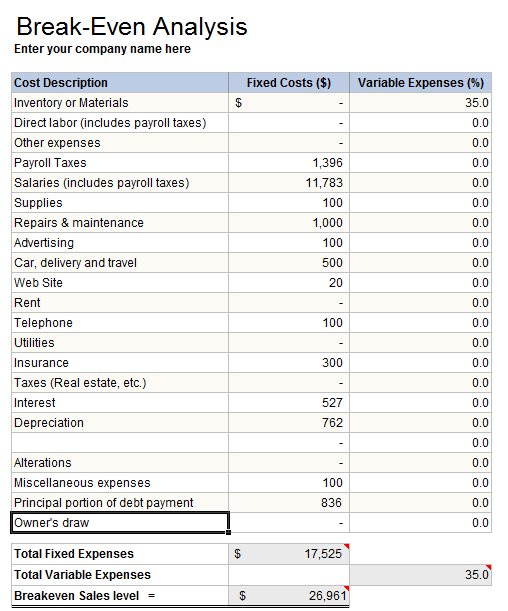 Break-Even Analysis
Enter your company name here
Cost Description Fixed Costs ($) Variable Expenses (%)
Inventory or Materials $ - 35.0
Direct labor (includes payroll taxes) - 0.0
Other expenses - 0.0
Payroll Taxes 1,396 0.0
Salaries (includes payroll taxes) 11,783 0.0
Supplies 100 0.0
Repairs & maintenance 1,000 0.0
Advertising 100 0.0
Car, delivery and travel 500 0.0
Web Site 20 0.0
Rent - 0.0
Telephone 100 0.0
Utilities - 0.0
Insurance 300 0.0
Taxes (Real estate, etc.) - 0.0
Interest 527 0.0
Depreciation 762 0.0
- 0.0
Alterations - 0.0
Miscellaneous expenses 100 0.0
Principal portion of debt payment 836 0.0
Owner's draw - 0.0
Total Fixed Expenses $ 17,525
Total Variable Expenses 35.0
Breakeven Sales level = $ 26,961